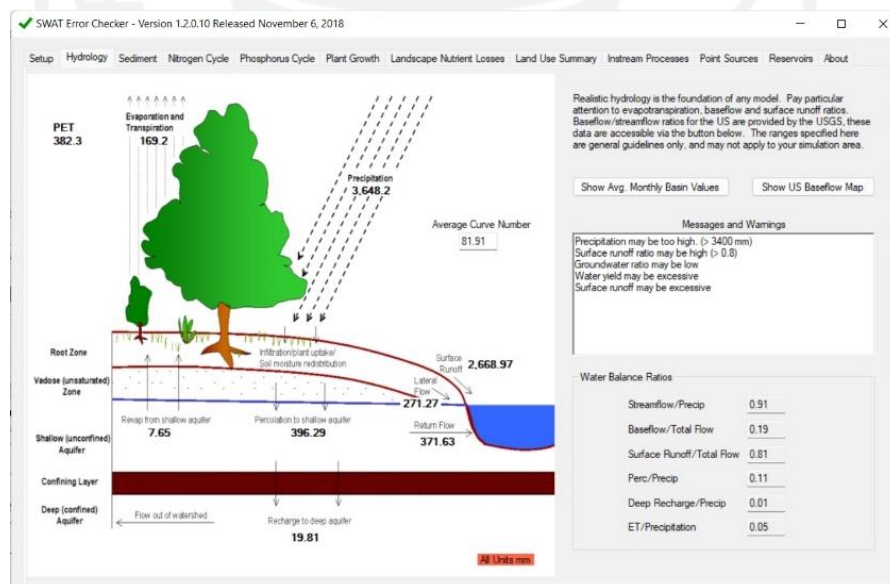 SWAT Error Checker - Version 1.2.0.10 Released November 6, 2018
Setup Hydrology Sediment Nitrogen Cycle Phosphorus Cycle Plant Growth Landscape Nutrient Losses Land Use Summary Instream Processes Point Sources Reservoirs About
PET
382.3
Evaporation and
Transpiration
169.2
Precipitation
3,648.2
Average Curve Number
81.91
Root Zone
Infiltration/plant uptake/
Soil moisture redistribution
Surface
Runoff
2,668.97
Vadose (unsaturated)
Zone
Lateral
Flow
271.27
Revap from shallow aquifer
7.65
Percolation to shallow aquifer
396.29
Return Flow
371.63
Shallow (unconfined)
Aquifer
Confining Layer
Deep (confined)
Aquifer
Flow out of watershed
Recharge to deep aquifer
19.81
All Units mm
Realistic hydrology is the foundation of any model. Pay particular
attention to evapotranspiration, baseflow and surface runoff ratios.
Baseflow/streamflow ratios for the US are provided by the USGS, these
data are accessible via the button below. The ranges specified here
are general guidelines only, and may not apply to your simulation area.
Show Avg. Monthly Basin Values
Show US Baseflow Map
Messages and Warnings
Precipitation may be too high. (> 3400 mm)
Surface runoff ratio may be high (> 0.8)
Groundwater ratio may be low
Water yield may be excessive
Surface runoff may be excessive
Water Balance Ratios
Streamflow/Precip 0.91
Baseflow/Total Flow 0.19
Surface Runoff/Total Flow 0.81
Perc/Precip 0.11
Deep Recharge/Precip 0.01
ET/Precipitation 0.05